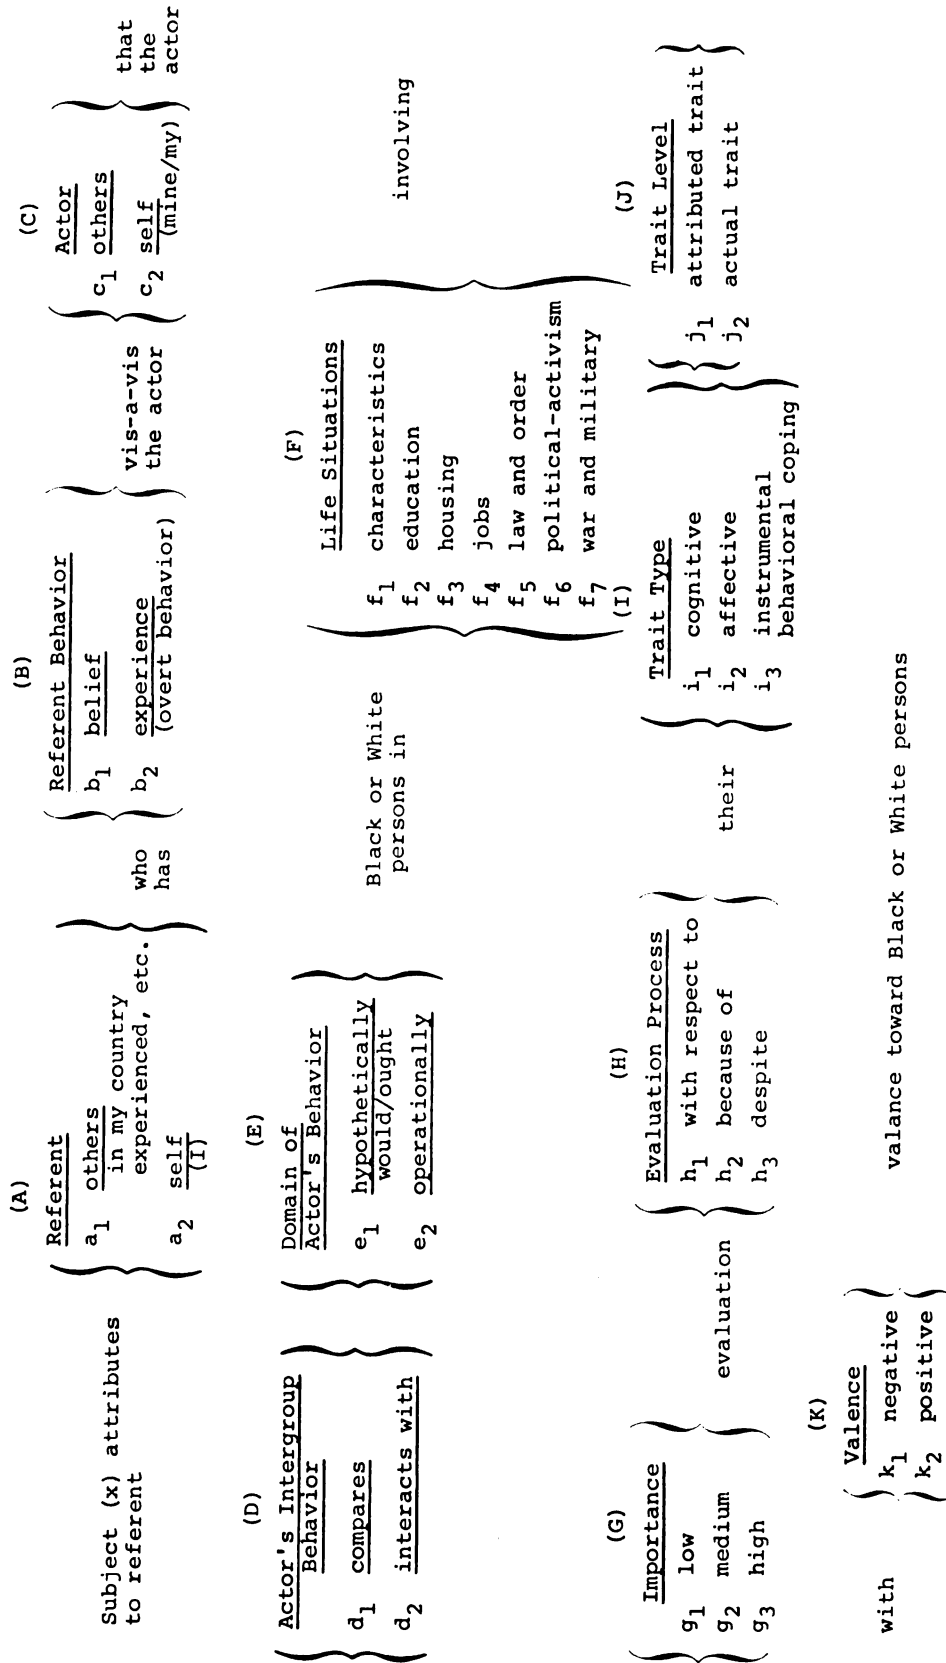 (A)
Referent
Subject (x) attributes
to referent
a1 others
in my country
experienced, etc.
a2 self
(I)
who
has
(B)
Referent Behavior
b1 belief
b2 experience
(overt behavior)
vis-a-vis
the actor
(C)
Actor
c1 others
c2 self
(mine/my)
that
the
actor
(D)
Actor's Intergroup
Behavior
d1 compares
d2 interacts with
(E)
Domain of
Actor's Behavior
e1 hypothetically
would/ought
e2 operationally
Black or White
persons in
(F)
Life Situations
f1 characteristics
f2 education
f3 housing
f4 jobs
f5 law and order
f6 political-activism
f7 war and military
involving
(G)
Importance
g1 low
g2 medium
g3 high
evaluation
(H)
Evaluation Process
h1 with respect to
h2 because of
h3 despite
their
(I)
Trait Type
i1 cognitive
i2 affective
i3 instrumental
behavioral coping
(J)
Trait Level
j1 attributed trait
j2 actual trait
with
(K)
Valence
k1 negative
k2 positive
valance toward Black or White persons